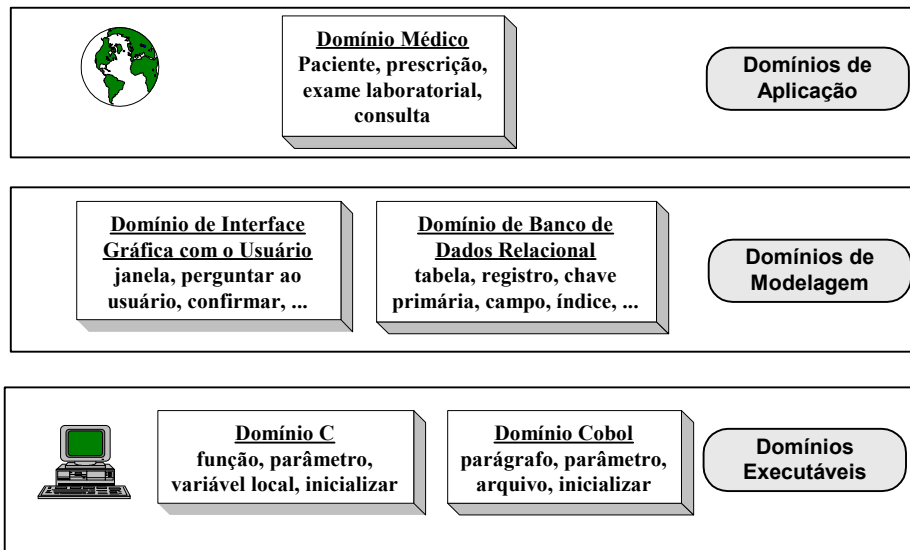 Domínio Médico
Paciente, prescrição,
exame laboratorial,
consulta
Domínios de
Aplicação
Domínio de Interface
Gráfica com o Usuário
janela, perguntar ao
usuário, confirmar, ...
Domínio de Banco de
Dados Relacional
tabela, registro, chave
primária, campo, índice, ...
Domínios de
Modelagem
Domínio C
função, parâmetro,
variável local, inicializar
Domínio Cobol
parágrafo, parâmetro,
arquivo, inicializar
Domínios
Executáveis